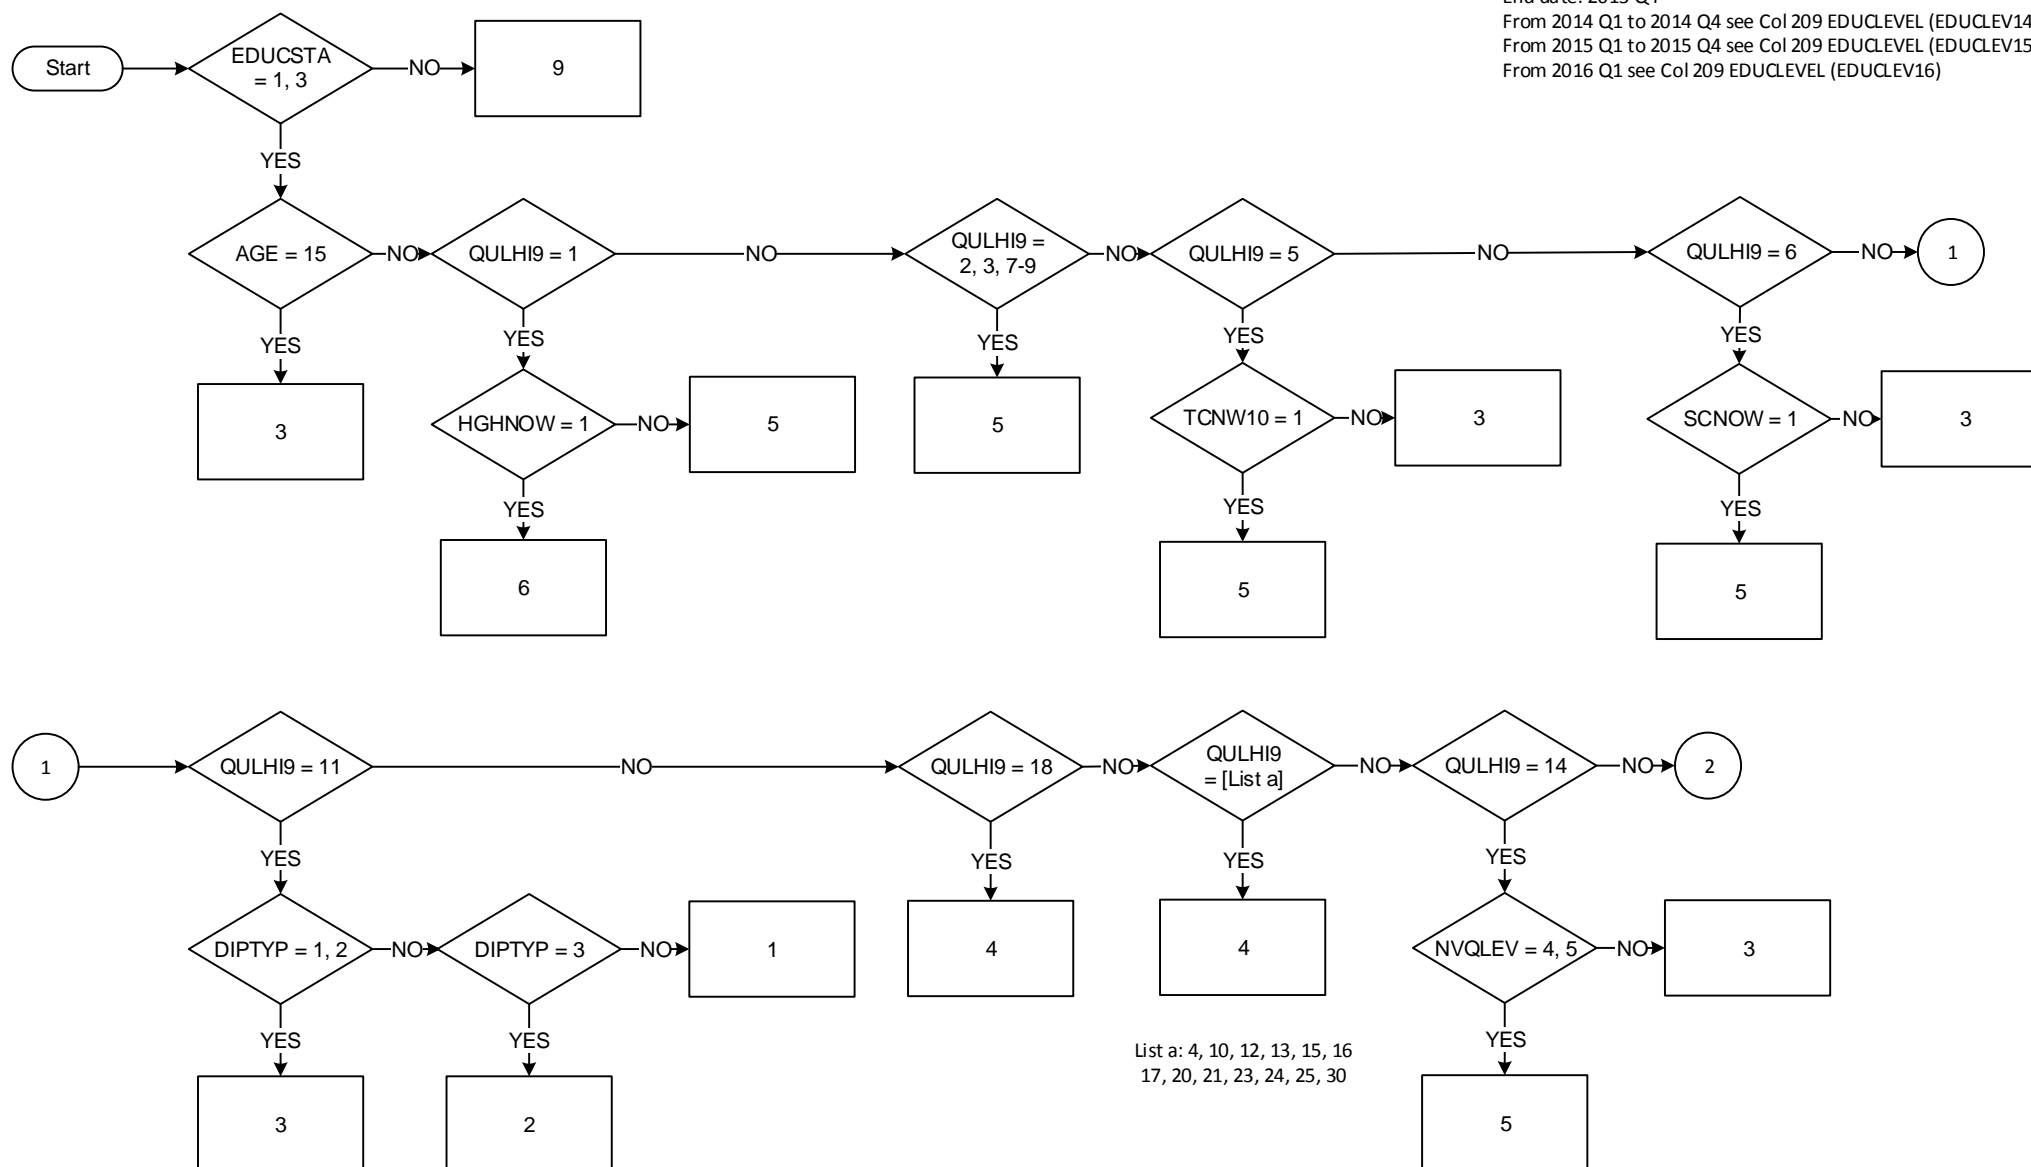 From 2014 Q1 to 2014 Q4 see Col 209 EDUCLEVEL (EDUCLEV14
From 2015 Q1 to 2015 Q4 see Col 209 EDUCLEVEL (EDUCLEV15
From 2016 Q1 see Col 209 EDUCLEVEL (EDUCLEV16)
Start
EDUCSTA
= 1, 3
NO
9
YES
AGE = 15
NO
QULHI9 = 1
NO
QULHI9 =
2, 3, 7-9
NO
QULHI9 = 5
NO
QULHI9 = 6
NO
1
YES
YES
YES
YES
YES
3
HGHNOW = 1
NO
5
5
TCNW10 = 1
NO
3
SCNOW = 1
NO
3
YES
YES
YES
6
5
5
1
QULHI9 = 11
NO
QULHI9 = 18
NO
QULHI9
= [List a]
NO
QULHI9 = 14
NO
2
YES
YES
YES
YES
DIPTYP = 1, 2
NO
DIPTYP = 3
NO
1
4
4
NVQLEV = 4, 5
NO
3
YES
YES
YES
List a: 4, 10, 12, 13, 15, 16
17, 20, 21, 23, 24, 25, 30
3
2
5